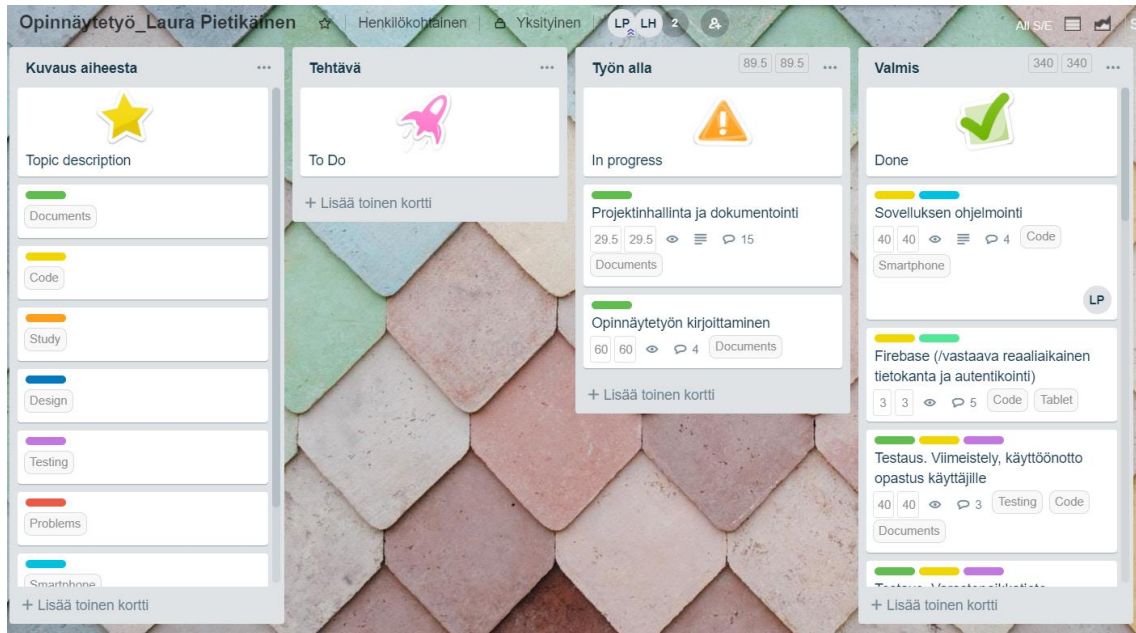 Opinnäytetyö_Laura Pietikäinen Henkilökohtainen Yksityinen LP LH 2 All S/E
Kuvaus aiheesta
Topic description
Documents
Code
Study
Design
Testing
Problems
Smartphone
+ Lisää toinen kortti
Tehtävä
To Do
+ Lisää toinen kortti
Työn alla 89.5 89.5
In progress
Projektinhallinta ja dokumentointi
29.5 29.5 15
Documents
Opinnäytetyön kirjoittaminen
60 60 4 Documents
+ Lisää toinen kortti
Valmis 340 340
Done
Sovelluksen ohjelmointi
40 40 4 Code
Smartphone
LP
Firebase (/vastaava reaaliaikainen
tietokanta ja autentikointi)
3 3 5 Code Tablet
Testaus. Viimeistely, käyttöönotto
opastus käyttäjille
40 40 3 Testing Code
Documents
+ Lisää toinen kortti